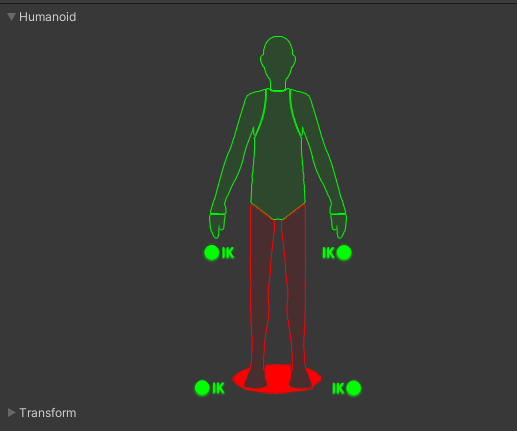 Humanoid
IK IK
IK IK
Transform